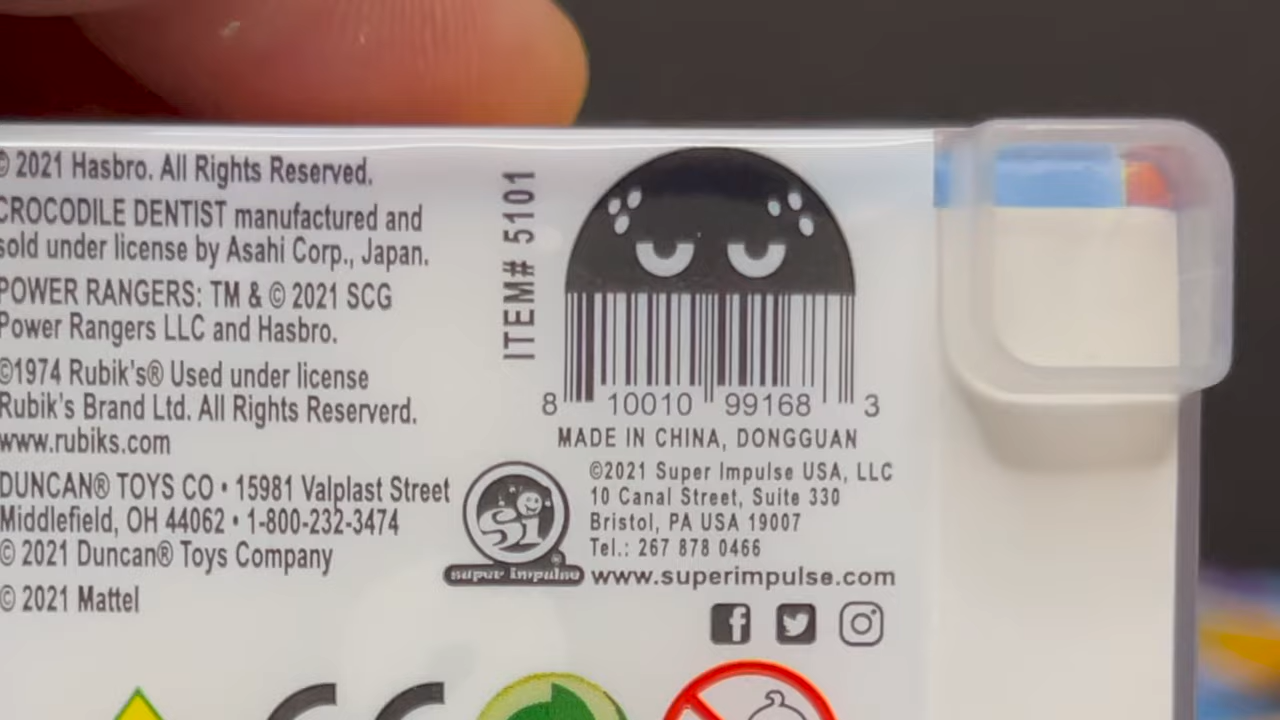 © 2021 Hasbro. All Rights Reserved.
CROCODILE DENTIST manufactured and
sold under license by Asahi Corp., Japan.
POWER RANGERS: TM & © 2021 SCG
Power Rangers LLC and Hasbro.
©1974 Rubik's® Used under license
Rubik's Brand Ltd. All Rights Reserverd.
www.rubiks.com
DUNCAN® TOYS CO • 15981 Valplast Street
Middlefield, OH 44062 • 1-800-232-3474
© 2021 Duncan® Toys Company
© 2021 Mattel
ITEM# 5101
8 10010 99168 3
MADE IN CHINA, DONGGUAN
Si
super Impulse
®
©2021 Super Impulse USA, LLC
10 Canal Street, Suite 330
Bristol, PA USA 19007
Tel.: 267 878 0466
www.superimpulse.com